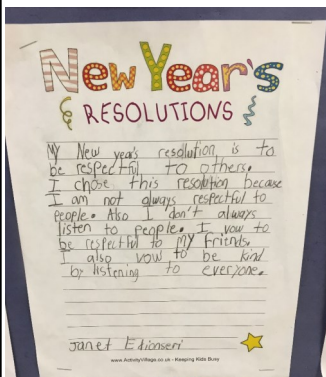 New Year's
RESOLUTIONS
My New year's resolution is to
be respectful to others.
I chose this resolution because
I am not always respectful to
people. Also I don't always
listen to people. I vow to
be respectful to my friends.
I also vow to be kind
by listening to everyone.
Janet Edionseri
www.ActivityVillage.co.uk - Keeping Kids Busy